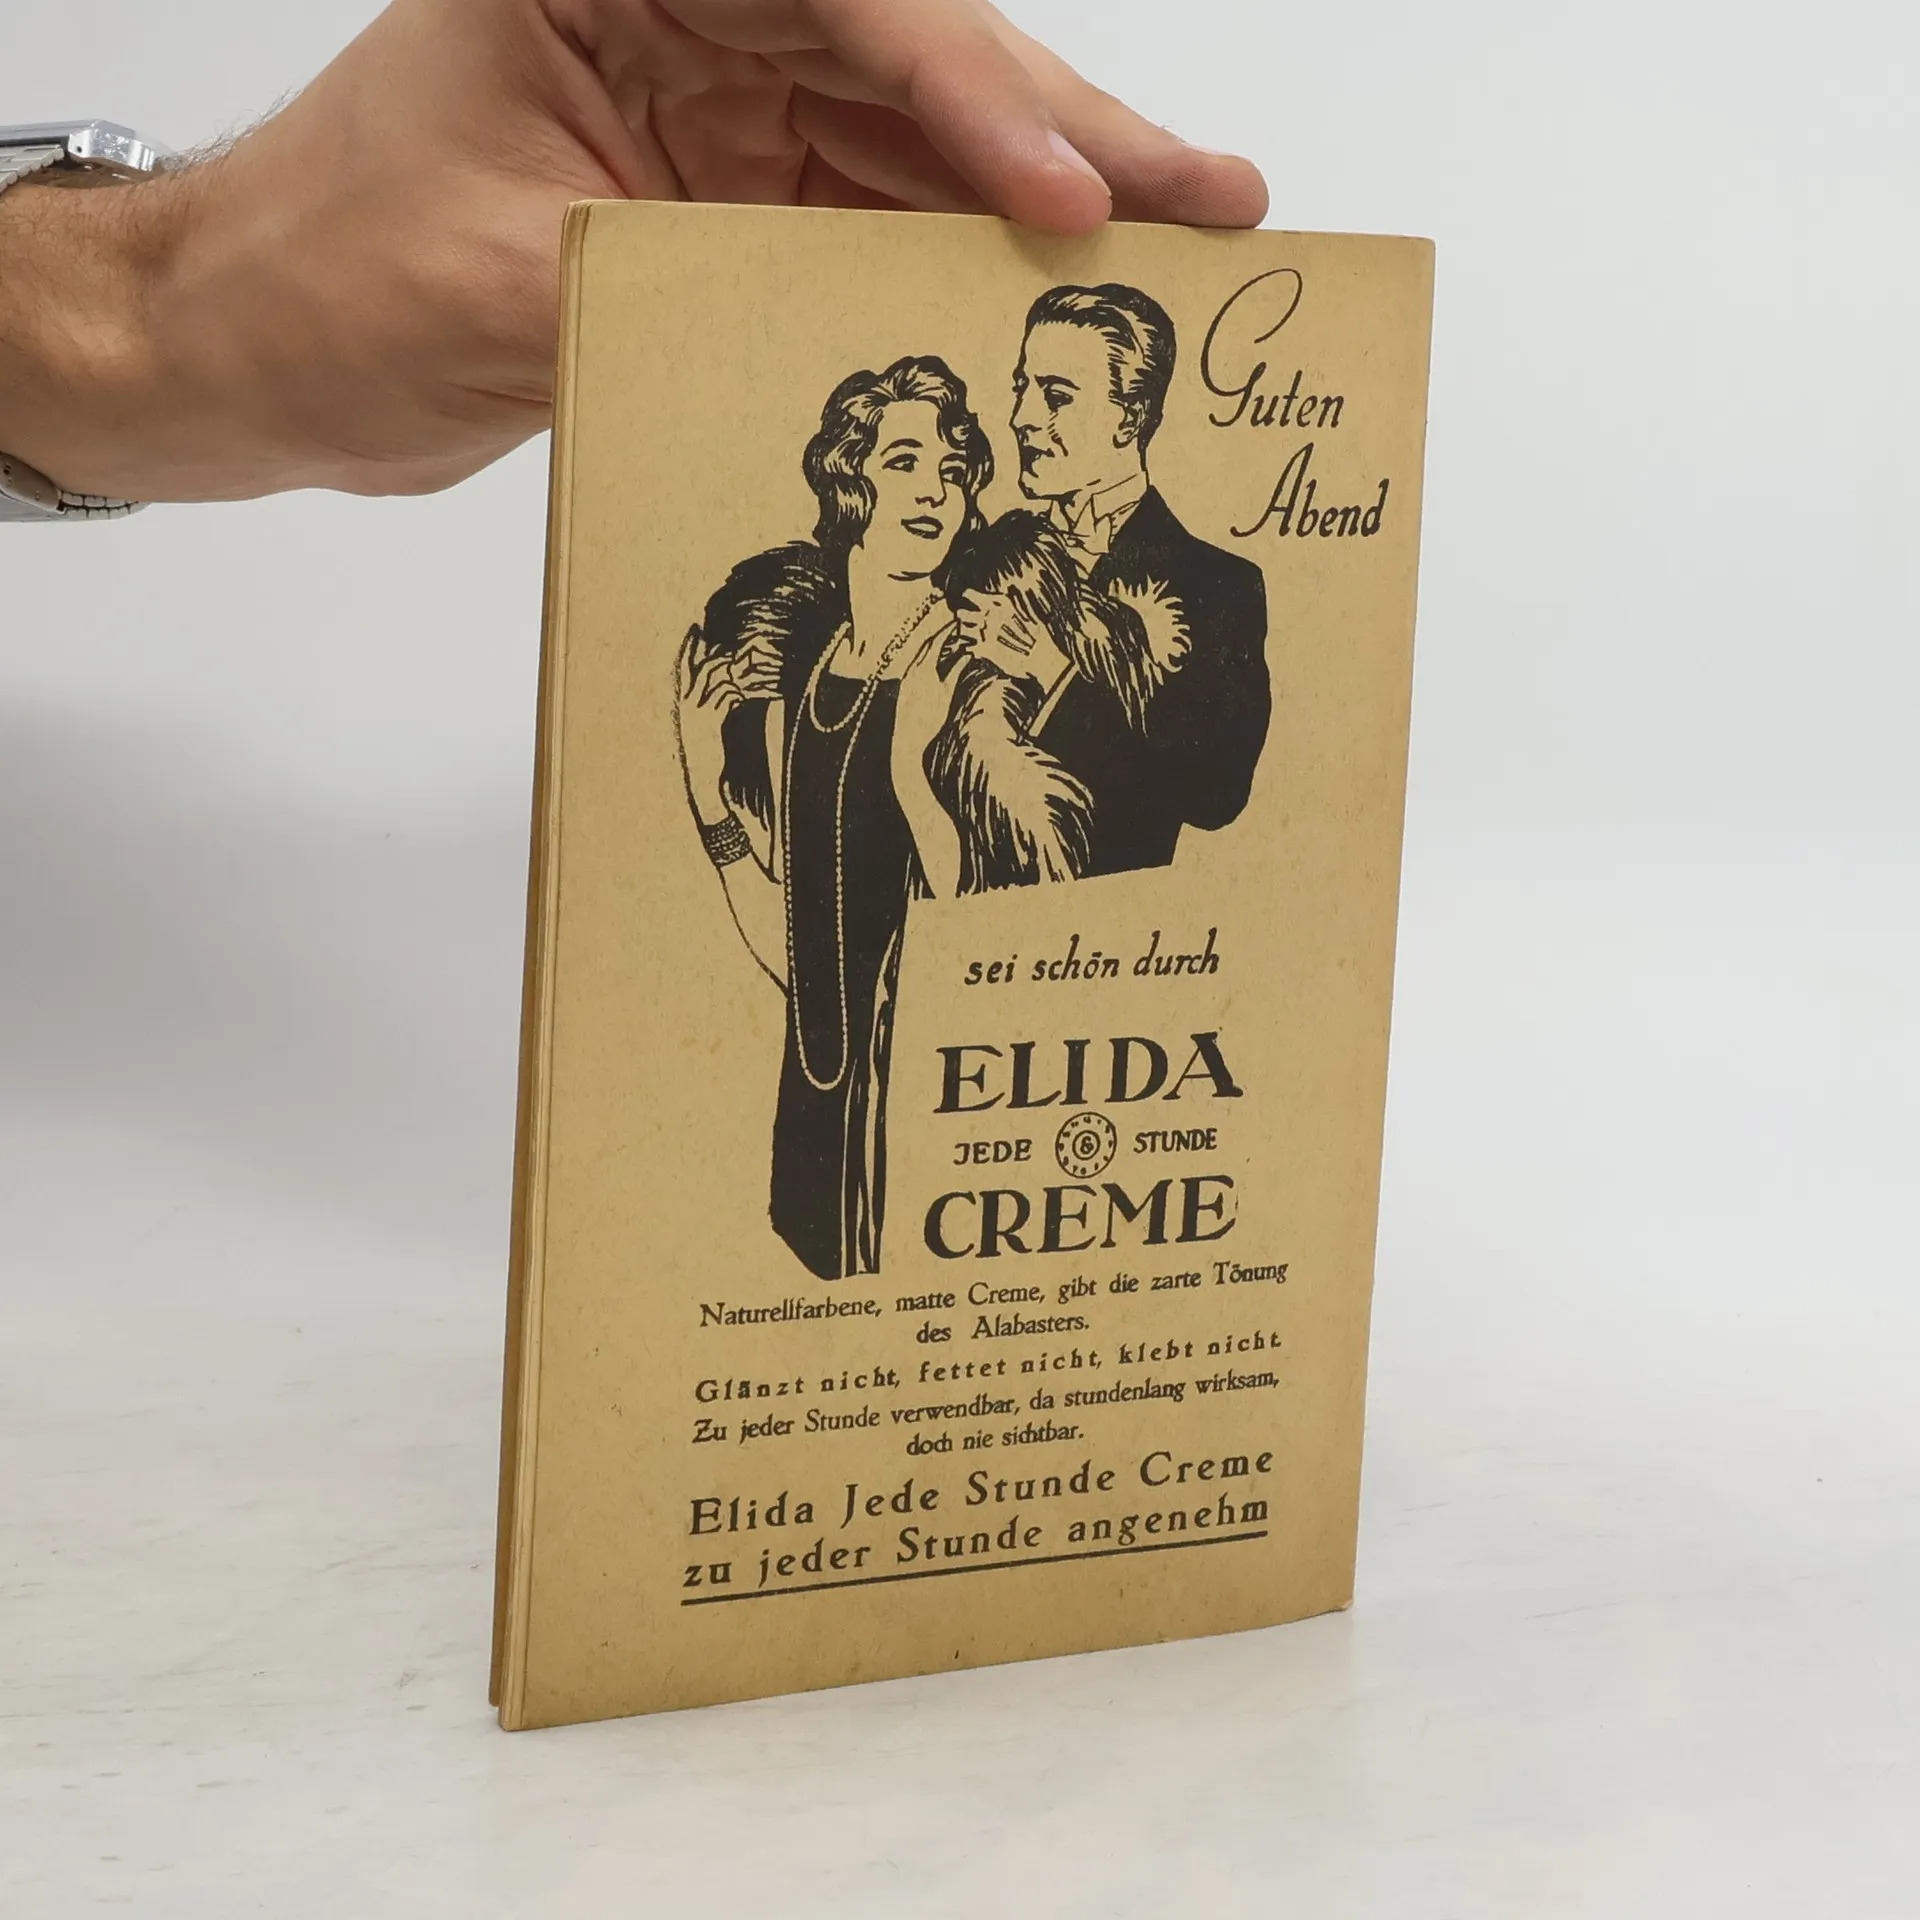 Guten
Abend
sei schön durch
ELIDA
JEDE & STUNDE
CREME
Naturellfarbene, matte Creme, gibt die zarte Tönung
des Alabasters.
Glänzt nicht, fettet nicht, klebt nicht.
Zu jeder Stunde verwendbar, da stundenlang wirksam,
doch nie sichtbar.
Elida Jede Stunde Creme
zu jeder Stunde angenehm